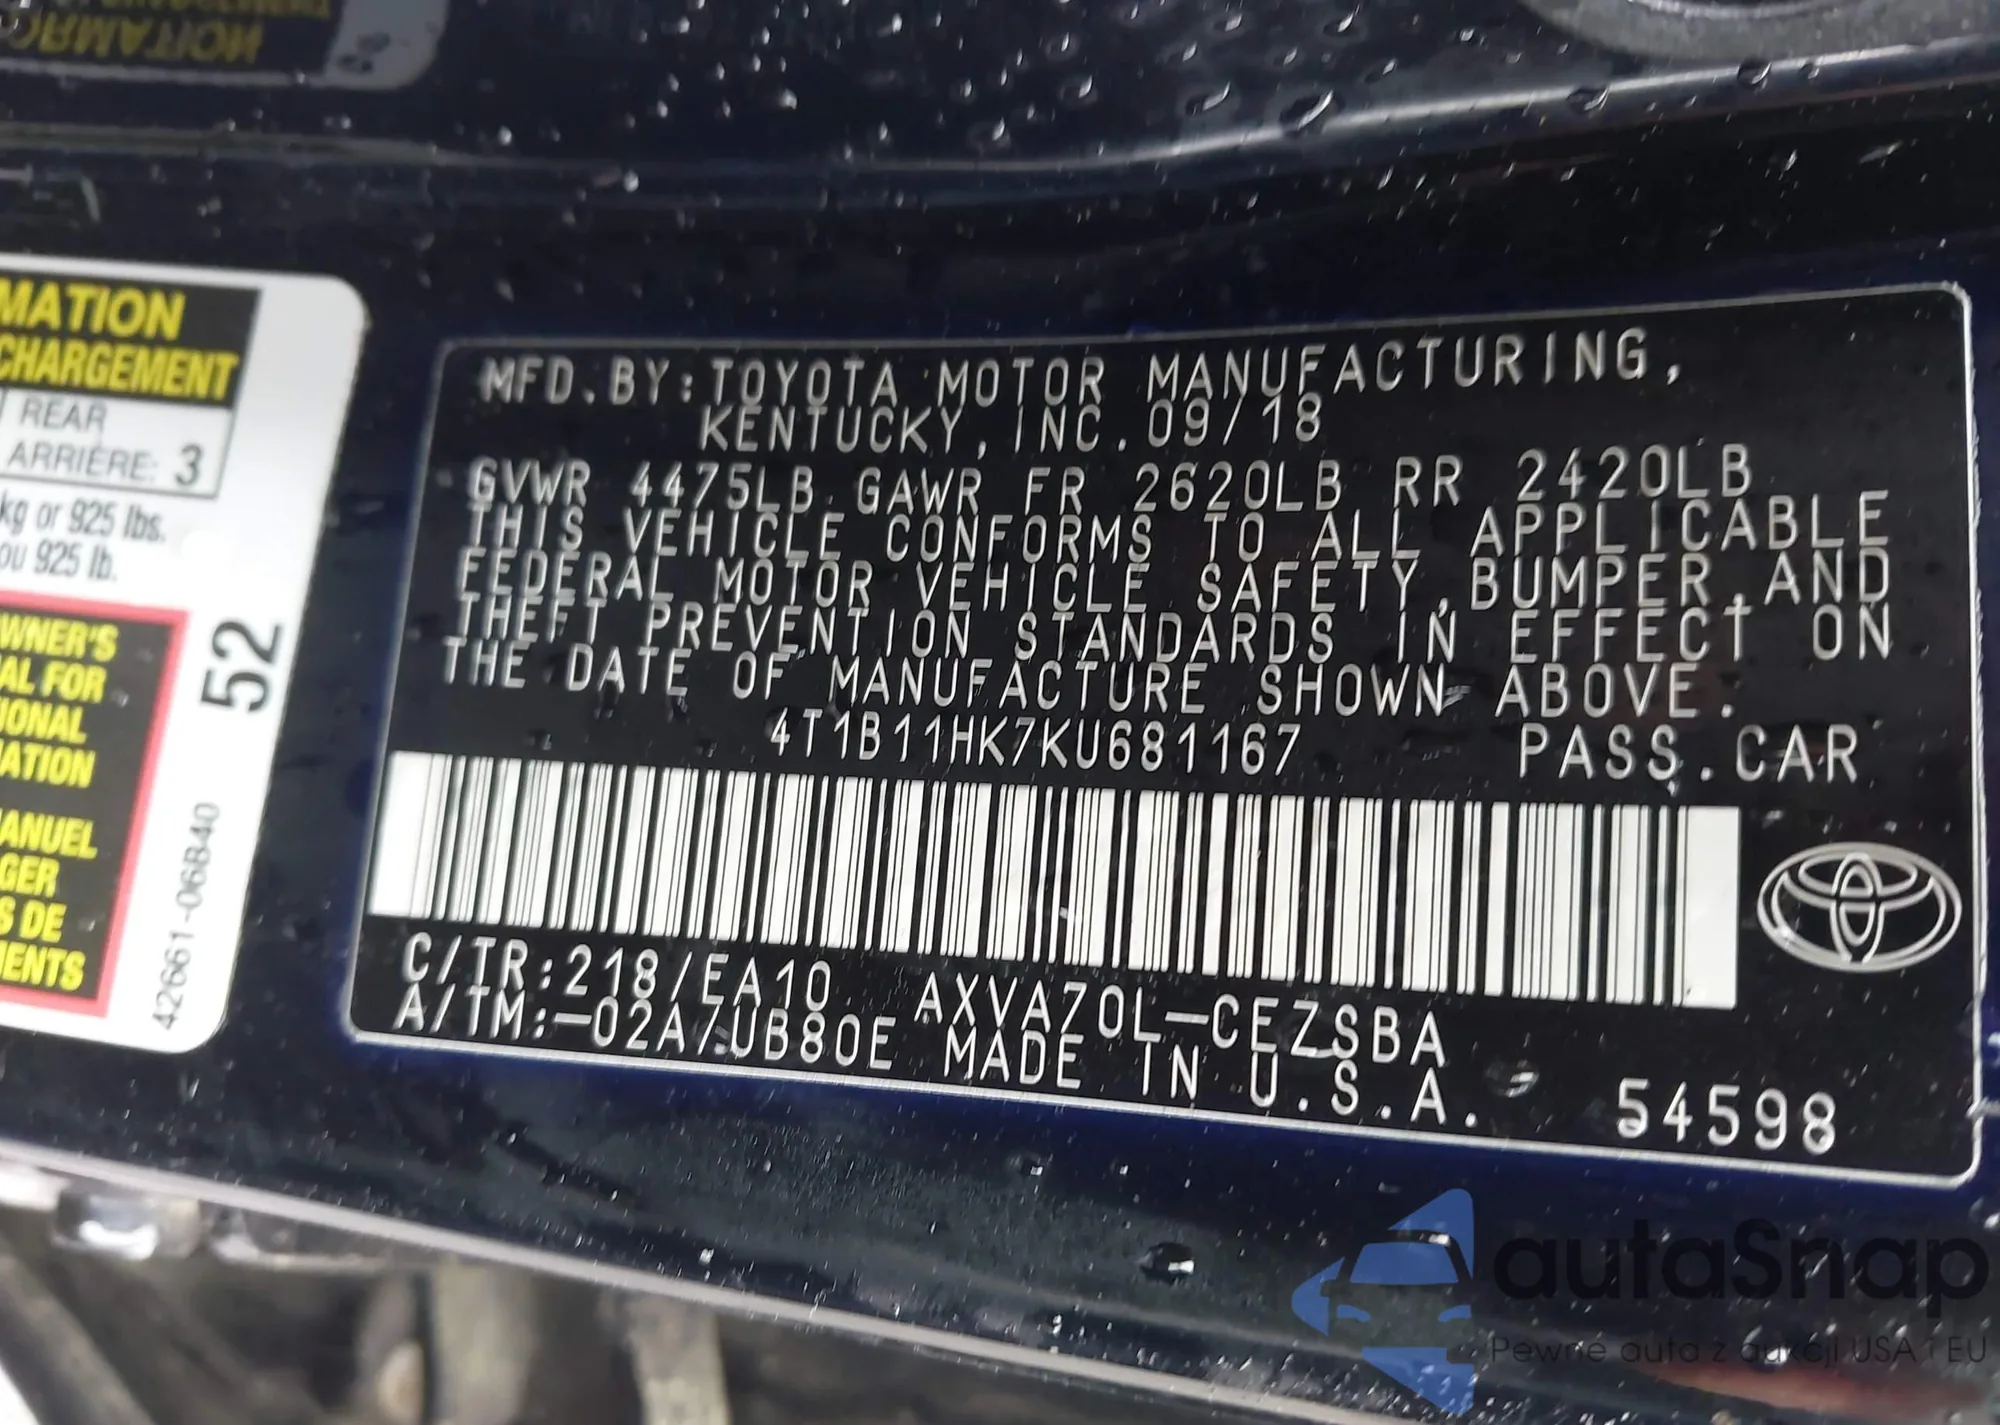 MATION
CHARGEMENT
REAR
ARRIÈRE: 3
kg or 925 lbs.
ou 925 lb.
WNER'S
AL FOR
IONAL
ATION
ANUEL
GER
S DE
MENTS
52
42661-06B40
MFD.BY:TOYOTA MOTOR MANUFACTURING,
KENTUCKY, INC. 09/18
GVWR 4475LB GAWR FR 2620LB RR 2420LB
THIS VEHICLE CONFORMS TO ALL APPLICABLE
FEDERAL MOTOR VEHICLE SAFETY,BUMPER,AND
THEFT PREVENTION STANDARDS IN EFFECT ON
THE DATE OF MANUFACTURE SHOWN ABOVE.
4T1B11HK7KU681167 PASS.CAR
C/TR:218/EA10 AXVA70L-CEZSBA
A/TM:-02A/UB80E MADE IN U.S.A. 54598
autaSnap
Pewne auta z aukcji USA i EU